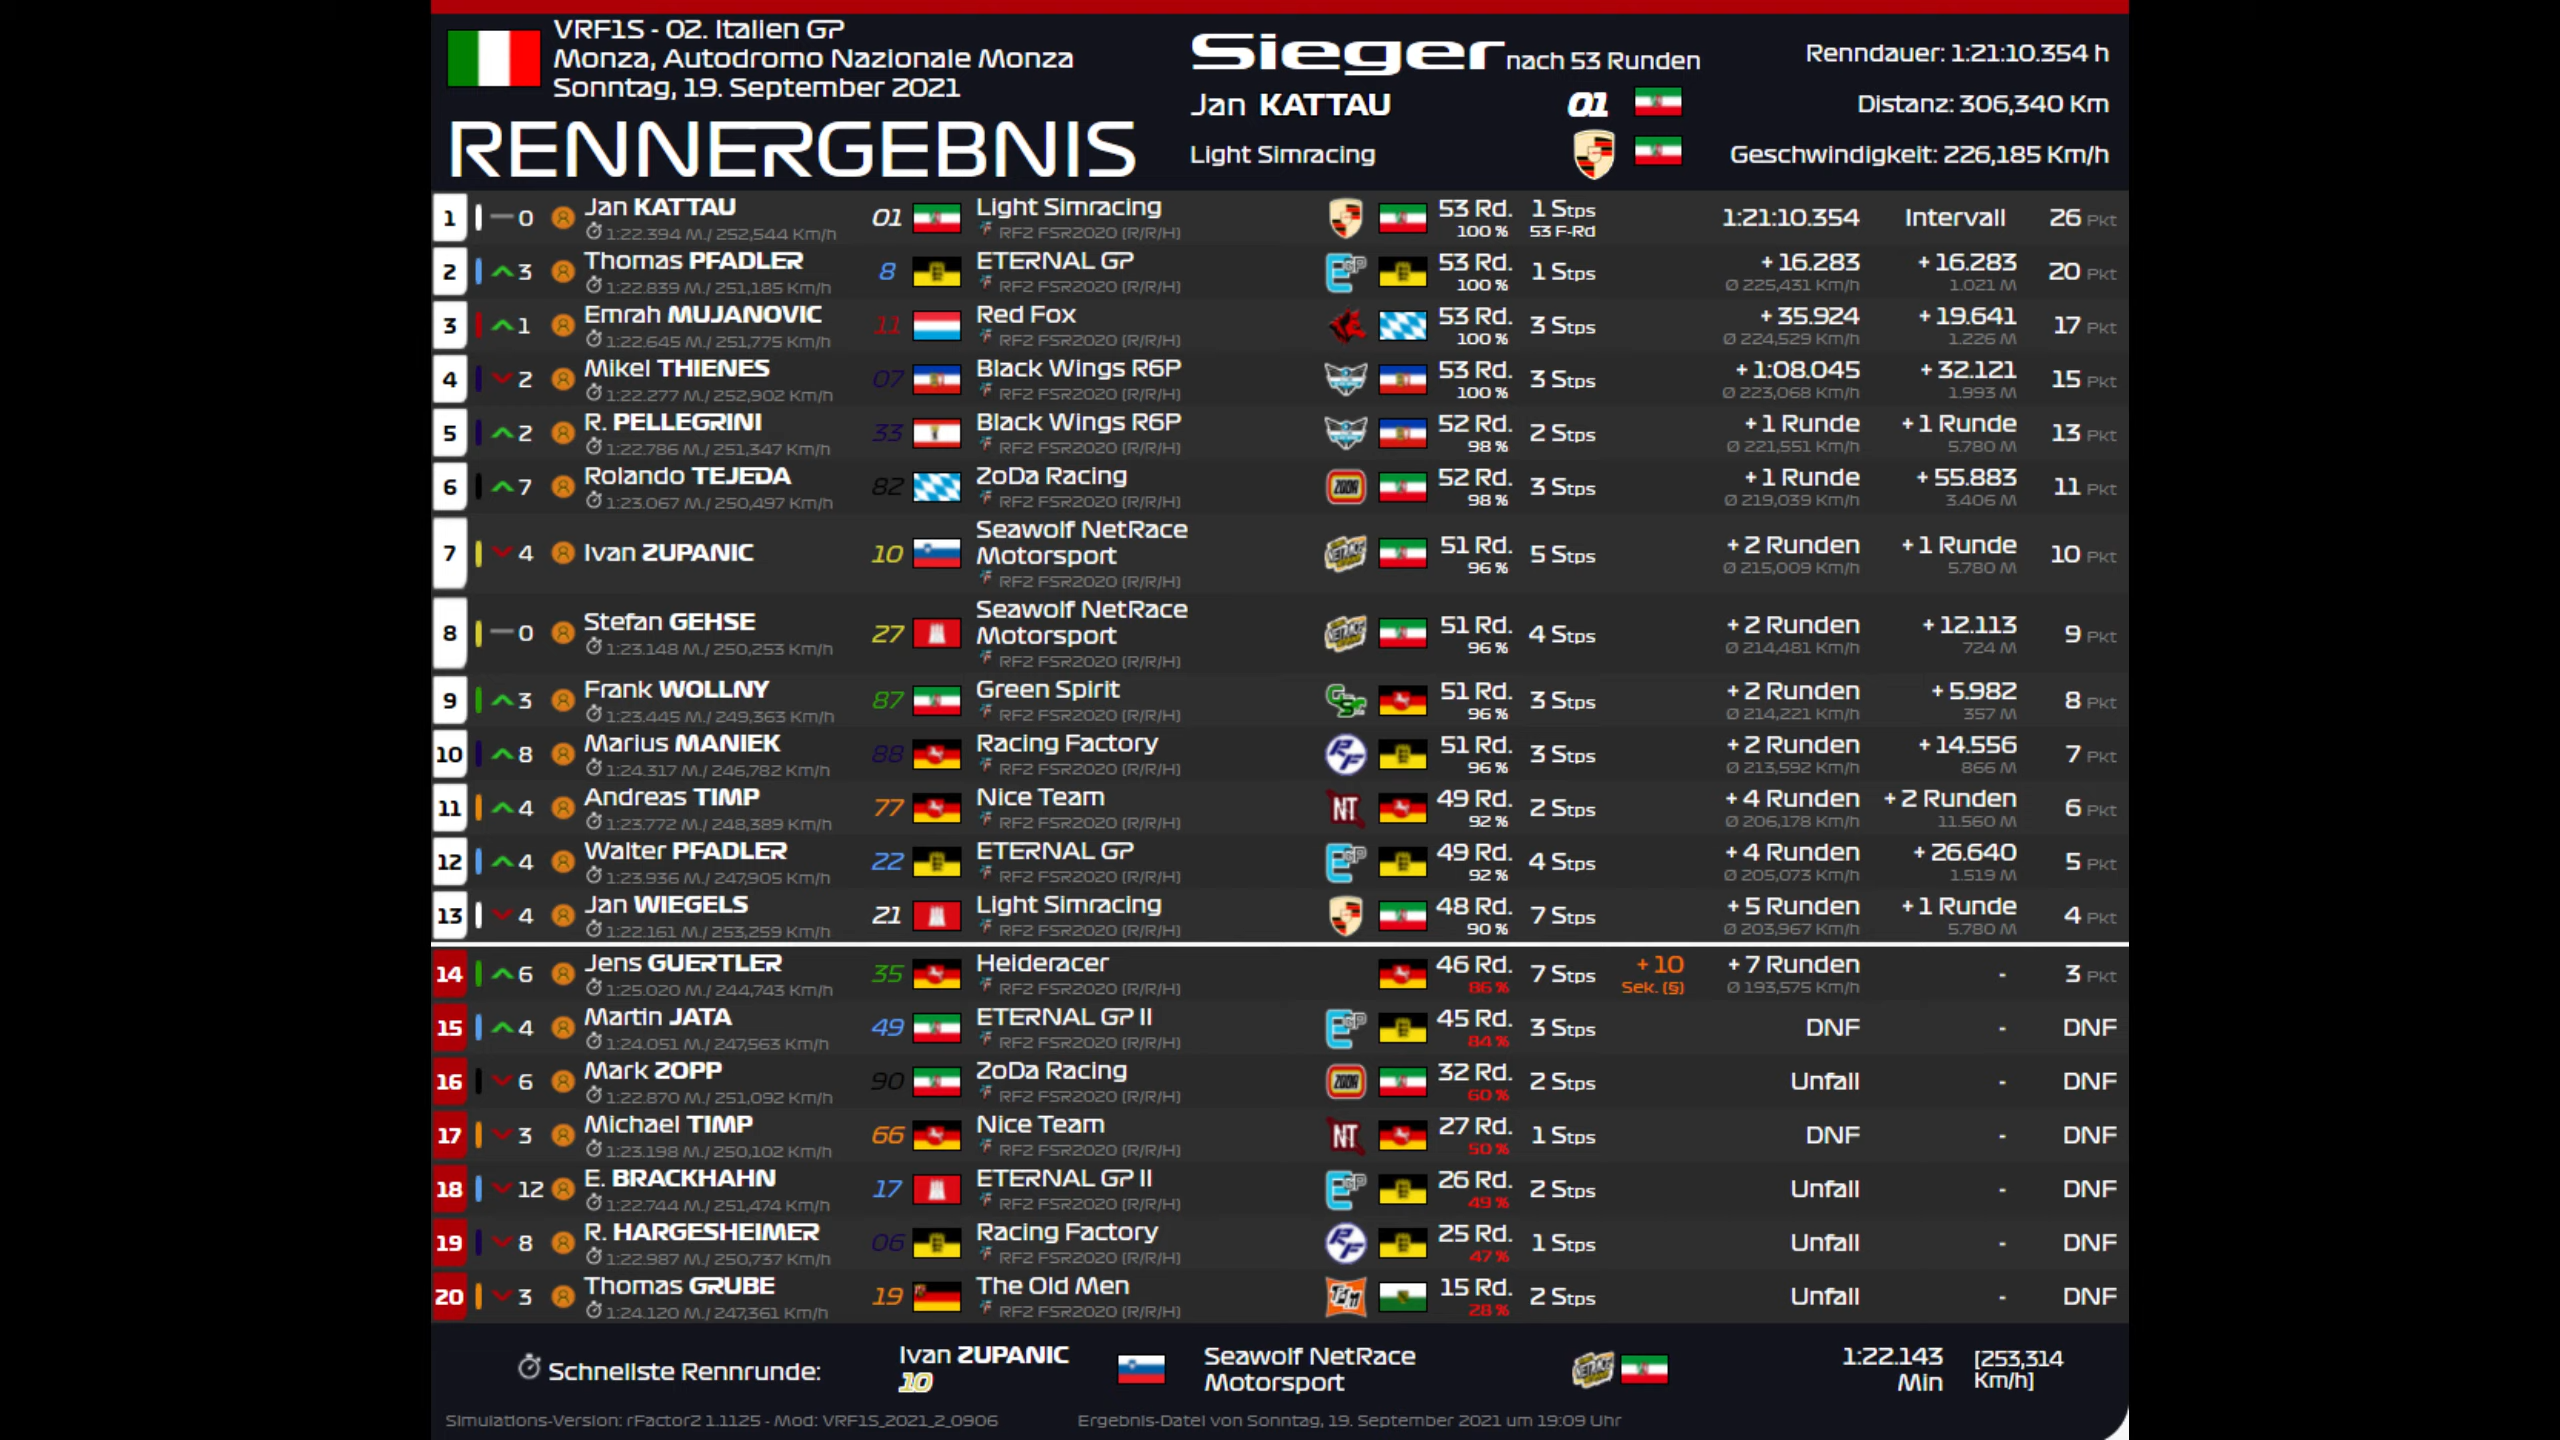 VRF1S - 02. Italien GP
Monza, Autodromo Nazionale Monza
Sonntag, 19. September 2021
RENNERGEBNIS
Sieger nach 53 Runden
Jan KATTAU 01
Light Simracing
Renndauer: 1:21:10.354 h
Distanz: 306,340 Km
Geschwindigkeit: 226,185 Km/h
1 0 Jan KATTAU 01 Light Simracing 53 Rd. 1 Stps 1:21:10.354 Intervall 26 Pkt
1:22.394 M./ 252,544 Km/h RF2 FSR2020 (R/R/H) 100 % 53 F-Rd
2 3 Thomas PFADLER 8 ETERNAL GP 53 Rd. 1 Stps + 16.283 + 16.283 20 Pkt
1:22.839 M./ 251,185 Km/h RF2 FSR2020 (R/R/H) 100 % Ø 225,431 Km/h 1.021 M
3 1 Emrah MUJANOVIC 11 Red Fox 53 Rd. 3 Stps + 35.924 + 19.641 17 Pkt
1:22.645 M./ 251,775 Km/h RF2 FSR2020 (R/R/H) 100 % Ø 224,529 Km/h 1.226 M
4 2 Mikel THIENES 07 Black Wings R6P 53 Rd. 3 Stps + 1:08.045 + 32.121 15 Pkt
1:22.277 M./ 252,902 Km/h RF2 FSR2020 (R/R/H) 100 % Ø 223,068 Km/h 1.993 M
5 2 R. PELLEGRINI 33 Black Wings R6P 52 Rd. 2 Stps + 1 Runde + 1 Runde 13 Pkt
1:22.786 M./ 251,347 Km/h RF2 FSR2020 (R/R/H) 98 % Ø 221,551 Km/h 5.780 M
6 7 Rolando TEJEDA 82 ZoDa Racing ZODA 52 Rd. 3 Stps + 1 Runde + 55.883 11 Pkt
1:23.067 M./ 250,497 Km/h RF2 FSR2020 (R/R/H) 98 % Ø 219,039 Km/h 3.406 M
7 4 Ivan ZUPANIC 10 Seawolf NetRace Motorsport 51 Rd. 5 Stps + 2 Runden + 1 Runde 10 Pkt
RF2 FSR2020 (R/R/H) 96 % Ø 215,009 Km/h 5.780 M
8 0 Stefan GEHSE 27 Seawolf NetRace Motorsport 51 Rd. 4 Stps + 2 Runden + 12.113 9 Pkt
1:23.148 M./ 250,253 Km/h RF2 FSR2020 (R/R/H) 96 % Ø 214,481 Km/h 724 M
9 3 Frank WOLLNY 87 Green Spirit 51 Rd. 3 Stps + 2 Runden + 5.982 8 Pkt
1:23.445 M./ 249,363 Km/h RF2 FSR2020 (R/R/H) 96 % Ø 214,221 Km/h 357 M
10 8 Marius MANIEK 88 Racing Factory RF 51 Rd. 3 Stps + 2 Runden + 14.556 7 Pkt
1:24.317 M./ 246,782 Km/h RF2 FSR2020 (R/R/H) 96 % Ø 213,592 Km/h 866 M
11 4 Andreas TIMP 77 Nice Team NT 49 Rd. 2 Stps + 4 Runden + 2 Runden 6 Pkt
1:23.772 M./ 248,389 Km/h RF2 FSR2020 (R/R/H) 92 % Ø 206,178 Km/h 11.560 M
12 4 Walter PFADLER 22 ETERNAL GP 49 Rd. 4 Stps + 4 Runden + 26.640 5 Pkt
1:23.936 M./ 247,905 Km/h RF2 FSR2020 (R/R/H) 92 % Ø 205,073 Km/h 1.519 M
13 4 Jan WIEGELS 21 Light Simracing 48 Rd. 7 Stps + 5 Runden + 1 Runde 4 Pkt
1:22.161 M./ 253,259 Km/h RF2 FSR2020 (R/R/H) 90 % Ø 203,967 Km/h 5.780 M
14 6 Jens GUERTLER 35 Heideracer 46 Rd. 7 Stps + 10 + 7 Runden - 3 Pkt
1:25.020 M./ 244,743 Km/h RF2 FSR2020 (R/R/H) 86 % Sek. (§) Ø 193,575 Km/h
15 4 Martin JATA 49 ETERNAL GP II 45 Rd. 3 Stps DNF - DNF
1:24.051 M./ 247,563 Km/h RF2 FSR2020 (R/R/H) 84 %
16 6 Mark ZOPP 90 ZoDa Racing ZODA 32 Rd. 2 Stps Unfall - DNF
1:22.870 M./ 251,092 Km/h RF2 FSR2020 (R/R/H) 60 %
17 3 Michael TIMP 66 Nice Team NT 27 Rd. 1 Stps DNF - DNF
1:23.198 M./ 250,102 Km/h RF2 FSR2020 (R/R/H) 50 %
18 12 E. BRACKHAHN 17 ETERNAL GP II 26 Rd. 2 Stps Unfall - DNF
1:22.744 M./ 251,474 Km/h RF2 FSR2020 (R/R/H) 49 %
19 8 R. HARGESHEIMER 06 Racing Factory RF 25 Rd. 1 Stps Unfall - DNF
1:22.987 M./ 250,737 Km/h RF2 FSR2020 (R/R/H) 47 %
20 3 Thomas GRUBE 19 The Old Men 15 Rd. 2 Stps Unfall - DNF
1:24.120 M./ 247,361 Km/h RF2 FSR2020 (R/R/H) 28 %
Schnellste Rennrunde: Ivan ZUPANIC 10 Seawolf NetRace Motorsport 1:22.143 Min [253,314 Km/h]
Simulations-Version: rFactor2 1.1125 - Mod: VRF1S_2021_2_0906 Ergebnis-Datei von Sonntag, 19. September 2021 um 19:09 Uhr